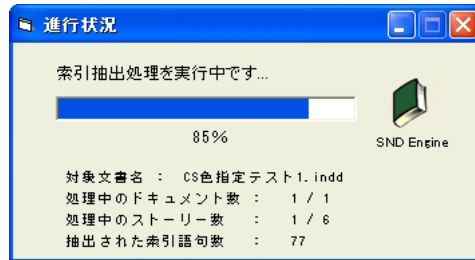 進行状況
索引抽出処理を実行中です...
85%
SND Engine
対象文書名 : CS色指定テスト1.indd
処理中のドキュメント数 : 1 / 1
処理中のストーリー数 : 1 / 6
抽出された索引語句数 : 77